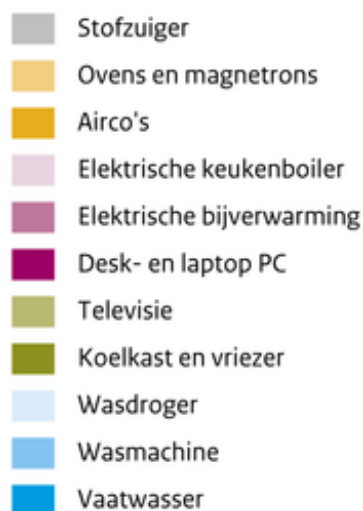 Stofzuiger
Ovens en magnetrons
Airco's
Elektrische keukenboiler
Elektrische bijverwarming
Desk- en laptop PC
Televisie
Koelkast en vriezer
Wasdroger
Wasmachine
Vaatwasser